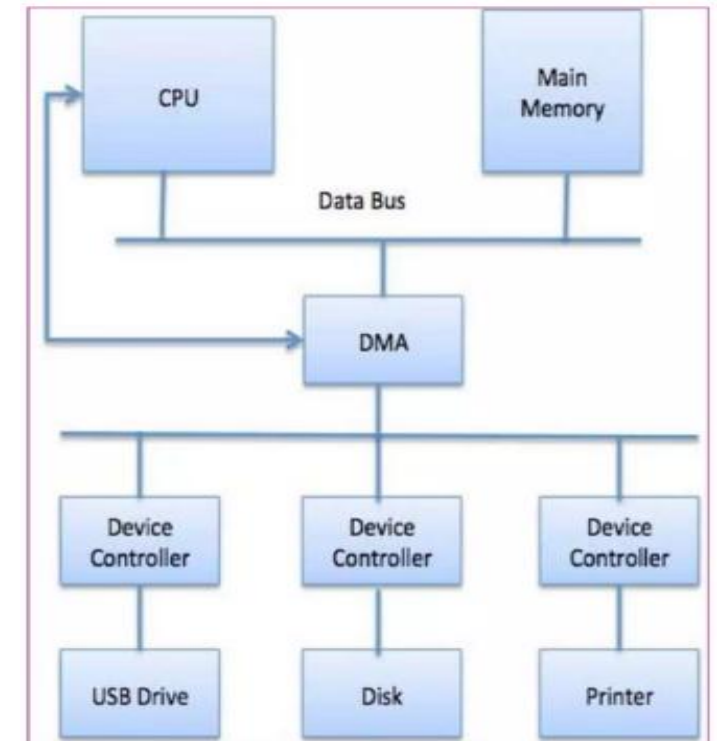 CPU
Main
Memory
Data Bus
DMA
Device
Controller
Device
Controller
Device
Controller
USB Drive
Disk
Printer